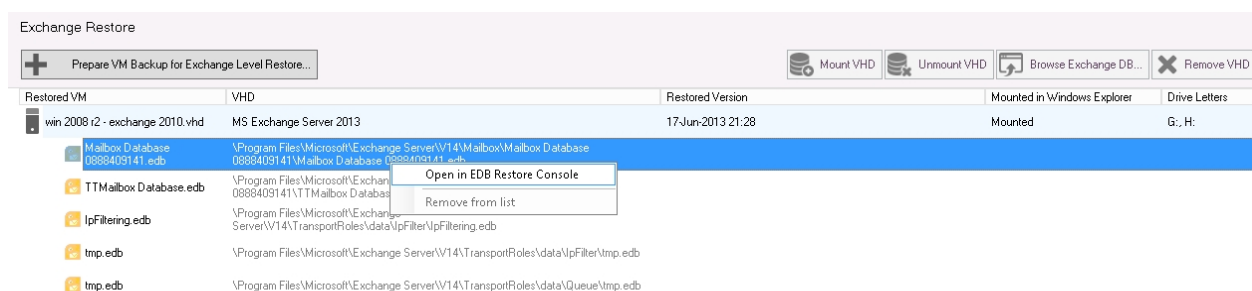 Exchange Restore
Prepare VM Backup for Exchange Level Restore...
Mount VHD
Unmount VHD
Browse Exchange DB...
Remove VHD
Restored VM
VHD
Restored Version
Mounted in Windows Explorer
Drive Letters
win 2008 r2 - exchange 2010.vhd
MS Exchange Server 2013
17-Jun-2013 21:28
Mounted
G:, H:
Mailbox Database
0888409141.edb
\Program Files\Microsoft\Exchange Server\V14\Mailbox\Mailbox Database
0888409141\Mailbox Database 0888409141.edb
Open in EDB Restore Console
Remove from list
TTMailbox Database.edb
\Program Files\Microsoft\Exchan
0888409141\TTMailbox Databas
IpFiltering.edb
\Program Files\Microsoft\Exchange
Server\V14\TransportRoles\data\IpFilter\IpFiltering.edb
tmp.edb
\Program Files\Microsoft\Exchange Server\V14\TransportRoles\data\IpFilter\tmp.edb
tmp.edb
\Program Files\Microsoft\Exchange Server\V14\TransportRoles\data\Queue\tmp.edb